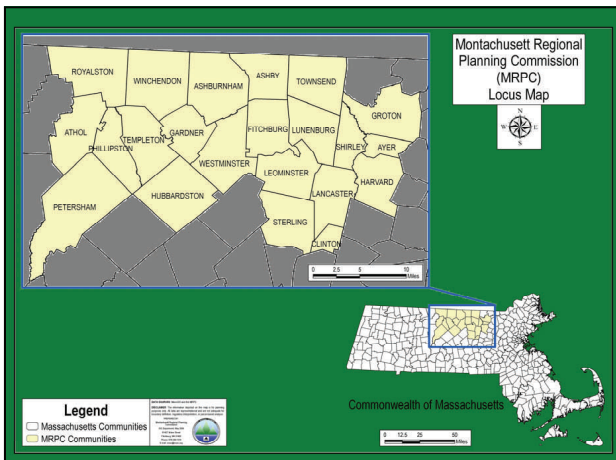 Montachusett Regional
Planning Commission
(MRPC)
Locus Map
N
W E
S
ROYALSTON
WINCHENDON
ASHBURNHAM
ASHBY
TOWNSEND
GROTON
ATHOL
PHILLIPSTON
TEMPLETON
GARDNER
WESTMINSTER
FITCHBURG
LUNENBURG
SHIRLEY
AYER
LEOMINSTER
LANCASTER
HARVARD
PETERSHAM
HUBBARDSTON
STERLING
CLINTON
0 2.5 5 10
Miles
Commonwealth of Massachusetts
0 12.5 25 50
Miles
Legend
Massachusetts Communities
MRPC Communities